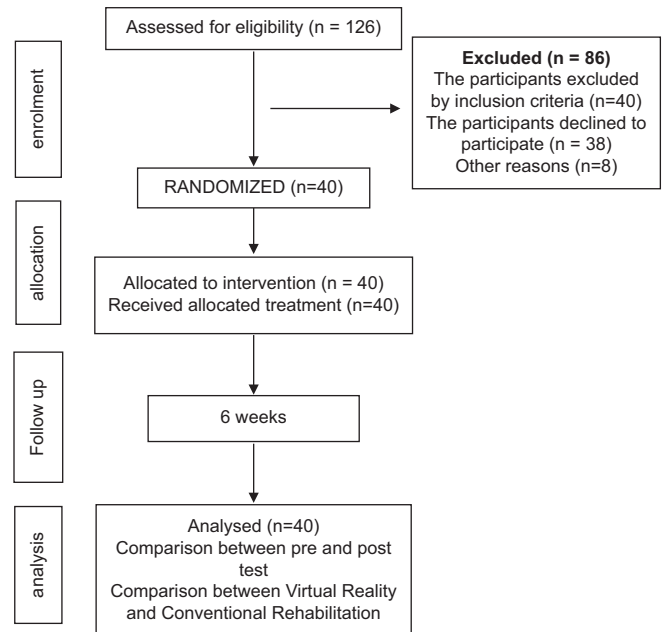 Assessed for eligibility (n = 126)
enrolment
Excluded (n = 86)
The participants excluded
by inclusion criteria (n=40)
The participants declined to
participate (n = 38)
Other reasons (n=8)
RANDOMIZED (n=40)
allocation
Allocated to intervention (n = 40)
Received allocated treatment (n=40)
Follow up
6 weeks
analysis
Analysed (n=40)
Comparison between pre and post
test
Comparison between Virtual Reality
and Conventional Rehabilitation